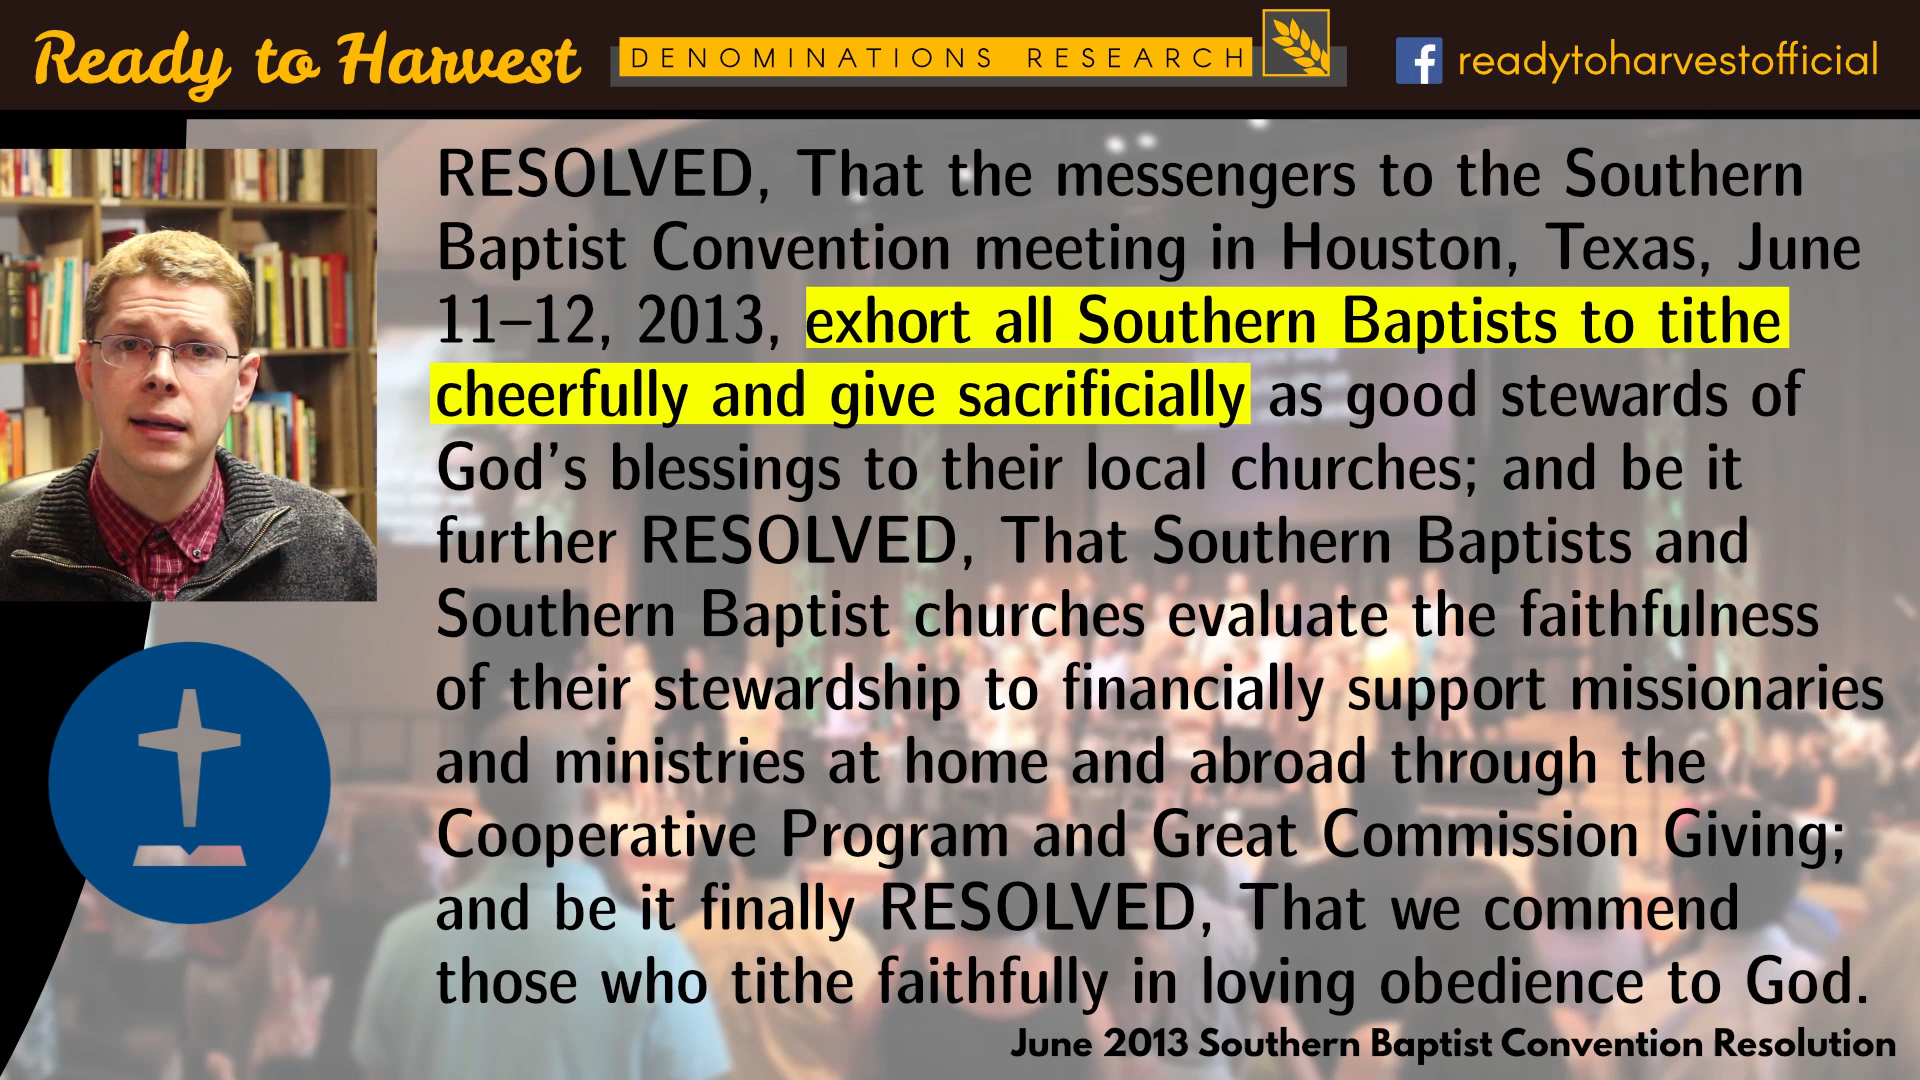 Ready to Harvest
DENOMINATIONS RESEARCH
f readytoharvestofficial
RESOLVED, That the messengers to the Southern
Baptist Convention meeting in Houston, Texas, June
11–12, 2013, exhort all Southern Baptists to tithe
cheerfully and give sacrificially as good stewards of
God’s blessings to their local churches; and be it
further RESOLVED, That Southern Baptists and
Southern Baptist churches evaluate the faithfulness
of their stewardship to financially support missionaries
and ministries at home and abroad through the
Cooperative Program and Great Commission Giving;
and be it finally RESOLVED, That we commend
those who tithe faithfully in loving obedience to God.
June 2013 Southern Baptist Convention Resolution